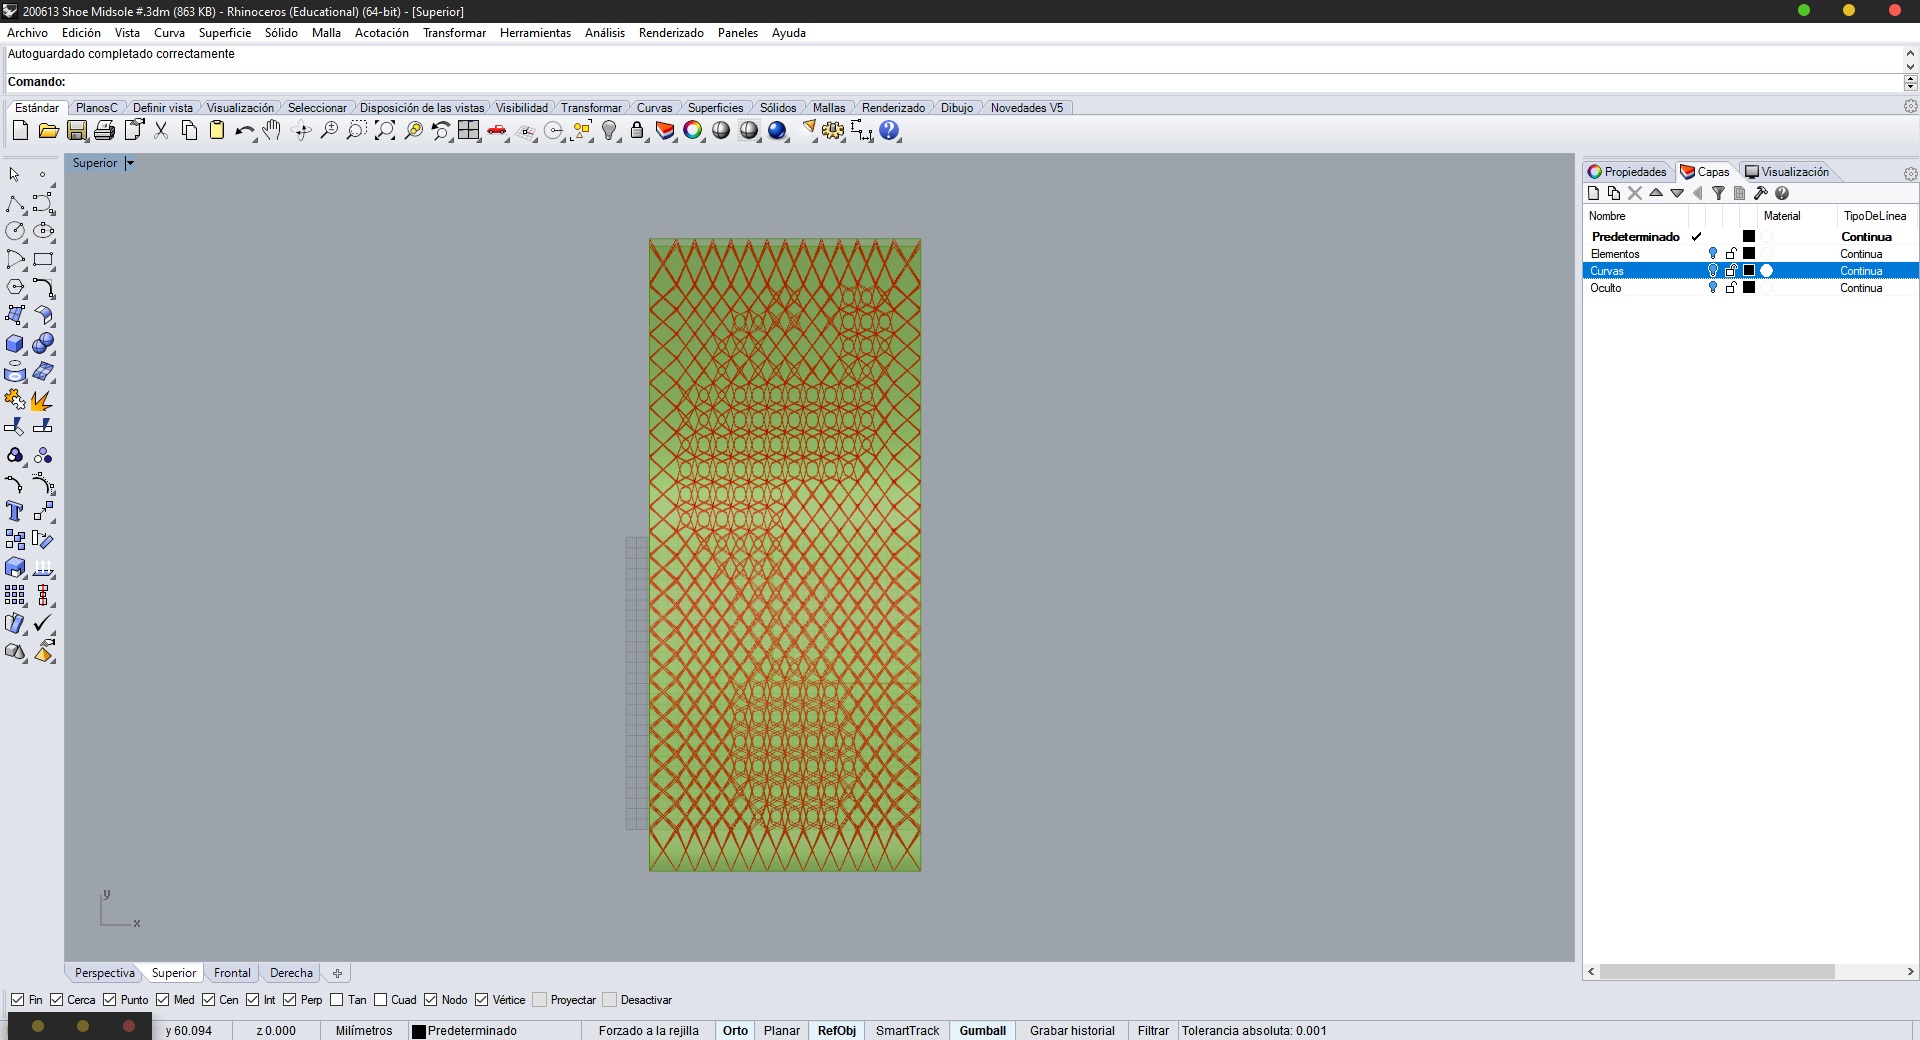 200613 Shoe Midsole #.3dm (863 KB) - Rhinoceros (Educational) (64-bit) - [Superior]
Archivo Edición Vista Curva Superficie Sólido Malla Acotación Transformar Herramientas Análisis Renderizado Paneles Ayuda
Autoguardado completado correctamente
Comando:
Estándar PlanosC Definir vista Visualización Seleccionar Disposición de las vistas Visibilidad Transformar Curvas Superficies Sólidos Mallas Renderizado Dibujo Novedades V5
Superior
Propiedades Capas Visualización
Nombre Material TipoDeLínea
Predeterminado Continua
Elementos Continua
Curvas Continua
Oculto Continua
y
x
Perspectiva Superior Frontal Derecha
Fin Cerca Punto Med Cen Int Perp Tan Cuad Nodo Vértice Proyectar Desactivar
y 60.094 z 0.000 Milímetros Predeterminado Forzado a la rejilla Orto Planar RefObj SmartTrack Gumball Grabar historial Filtrar Tolerancia absoluta: 0.001